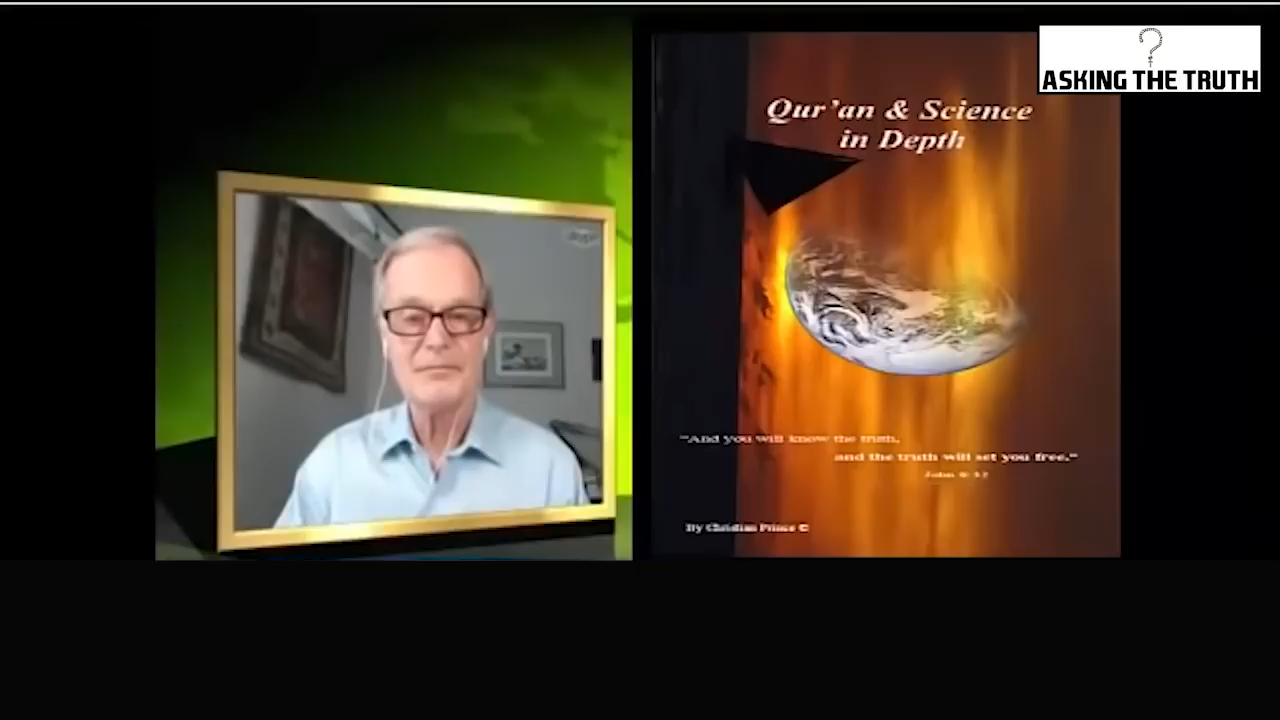 ASKING THE TRUTH
Qur'an & Science
in Depth
"And you will know the truth,
and the truth will set you free."
John 8:32
By Christian Prince ©